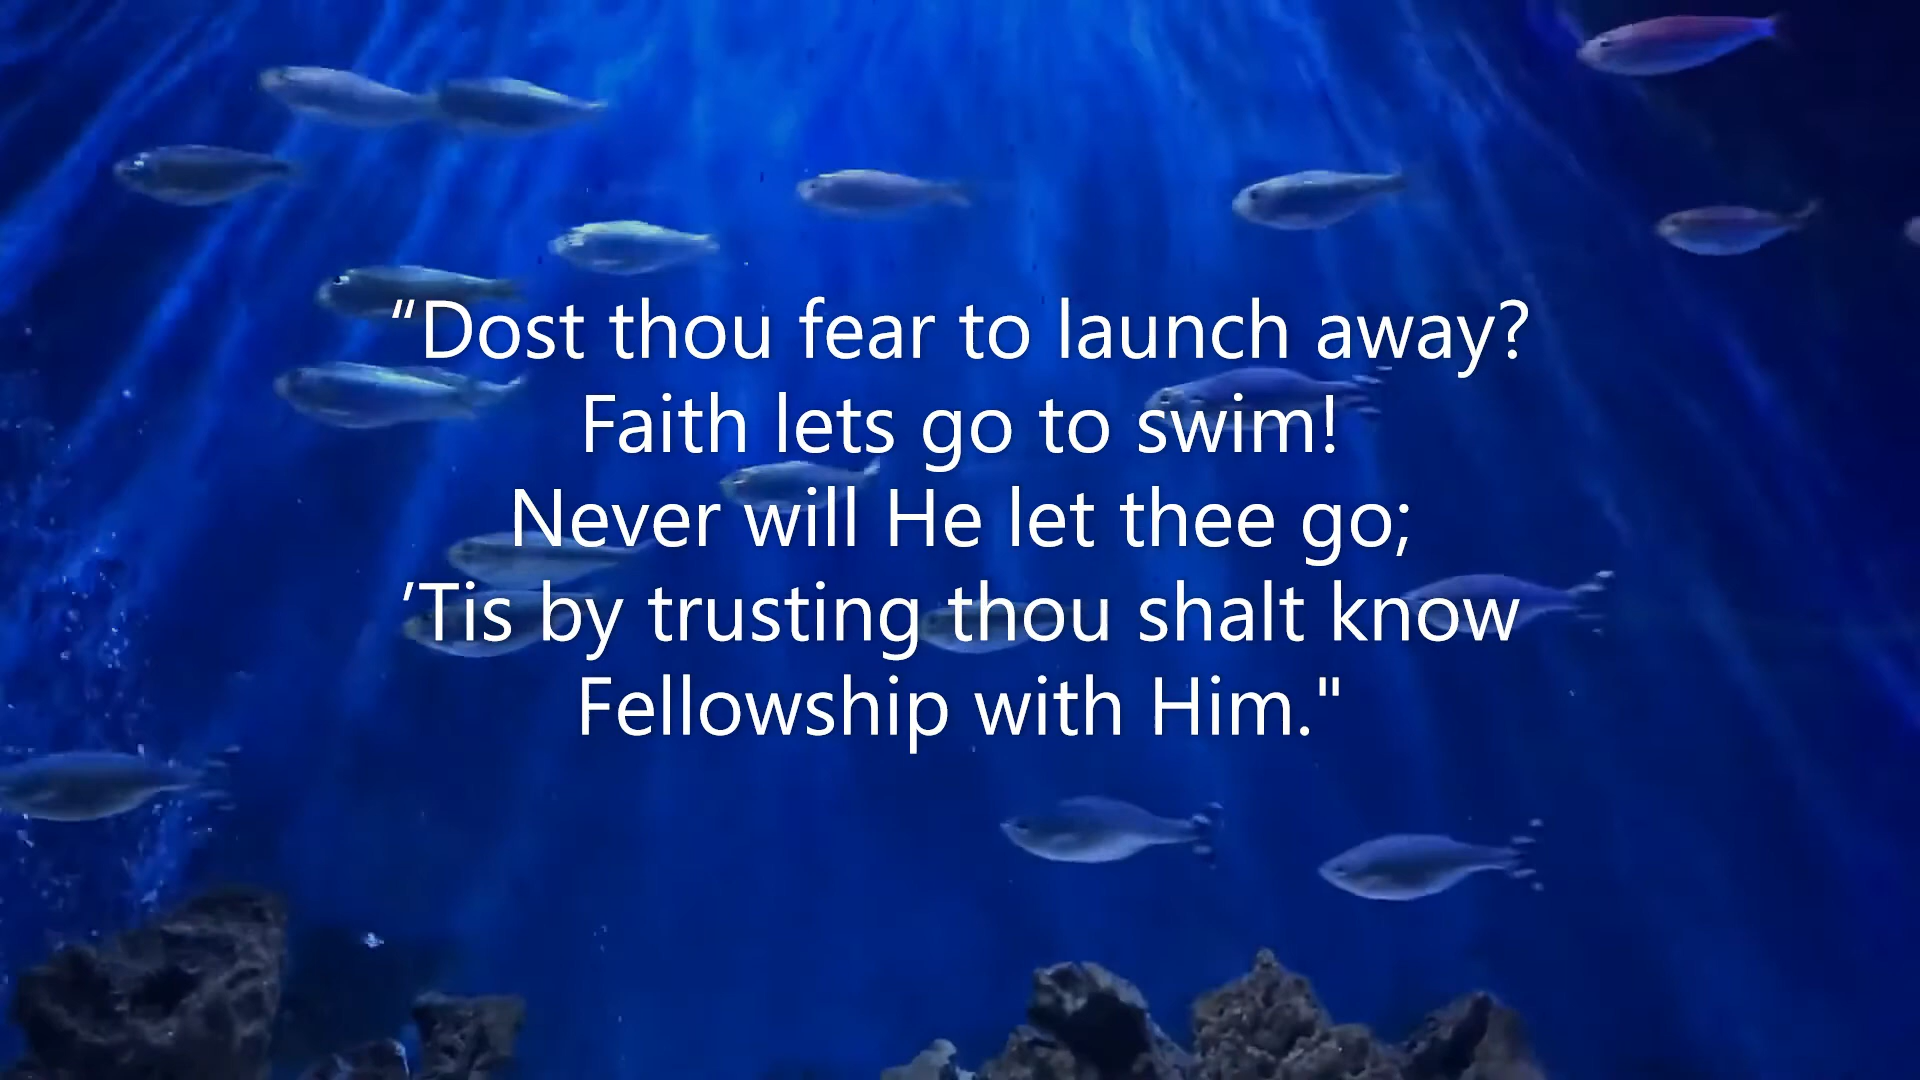 “Dost thou fear to launch away?
Faith lets go to swim!
Never will He let thee go;
’Tis by trusting thou shalt know
Fellowship with Him."